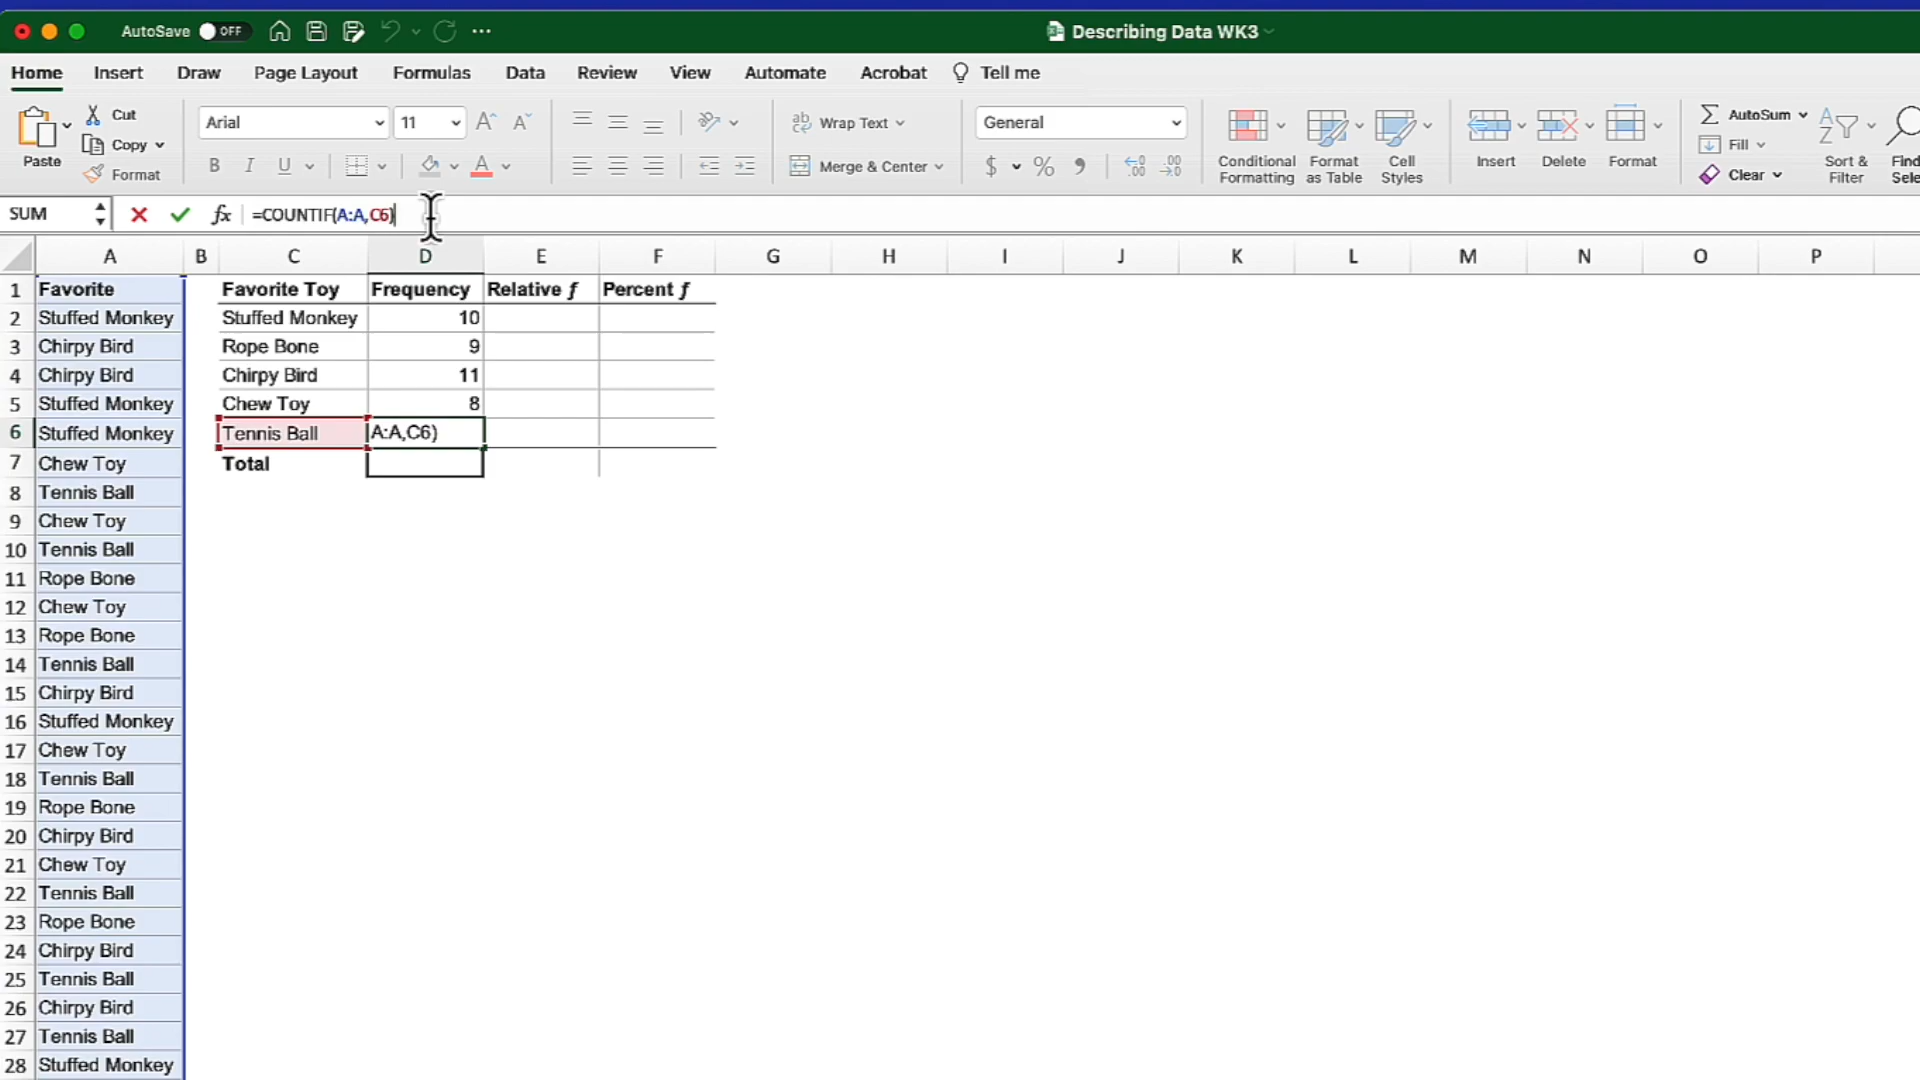 AutoSave OFF ... Describing Data WK3
Home Insert Draw Page Layout Formulas Data Review View Automate Acrobat Tell me
Paste Cut Copy Format
Arial 11 B I U A
Wrap Text Merge & Center
General $ %
Conditional Formatting Format as Table Cell Styles
Insert Delete Format
AutoSum Fill Clear
Sort & Filter
SUM fx =COUNTIF(A:A,C6)
A B C D E F G H I J K L M N O P
1 Favorite Favorite Toy Frequency Relative ƒ Percent ƒ
2 Stuffed Monkey Stuffed Monkey 10
3 Chirpy Bird Rope Bone 9
4 Chirpy Bird Chirpy Bird 11
5 Stuffed Monkey Chew Toy 8
6 Stuffed Monkey Tennis Ball A:A,C6)
7 Chew Toy Total
8 Tennis Ball
9 Chew Toy
10 Tennis Ball
11 Rope Bone
12 Chew Toy
13 Rope Bone
14 Tennis Ball
15 Chirpy Bird
16 Stuffed Monkey
17 Chew Toy
18 Tennis Ball
19 Rope Bone
20 Chirpy Bird
21 Chew Toy
22 Tennis Ball
23 Rope Bone
24 Chirpy Bird
25 Tennis Ball
26 Chirpy Bird
27 Tennis Ball
28 Stuffed Monkey